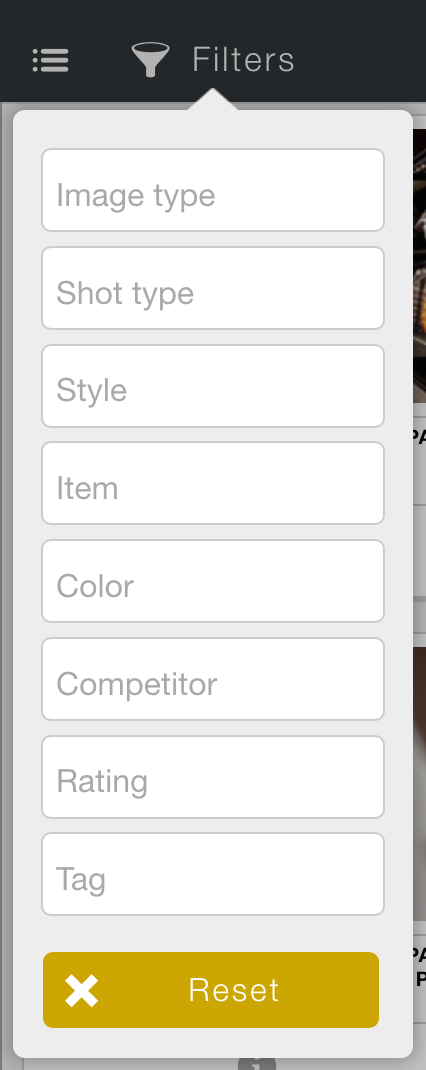 Filters
Image type
Shot type
Style
Item
Color
Competitor
Rating
Tag
Reset